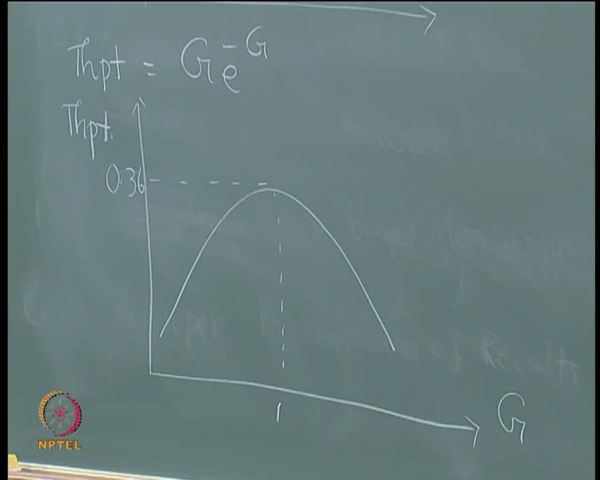 Thpt = Ge^-G
Thpt.
0.36
1
G
NPTEL